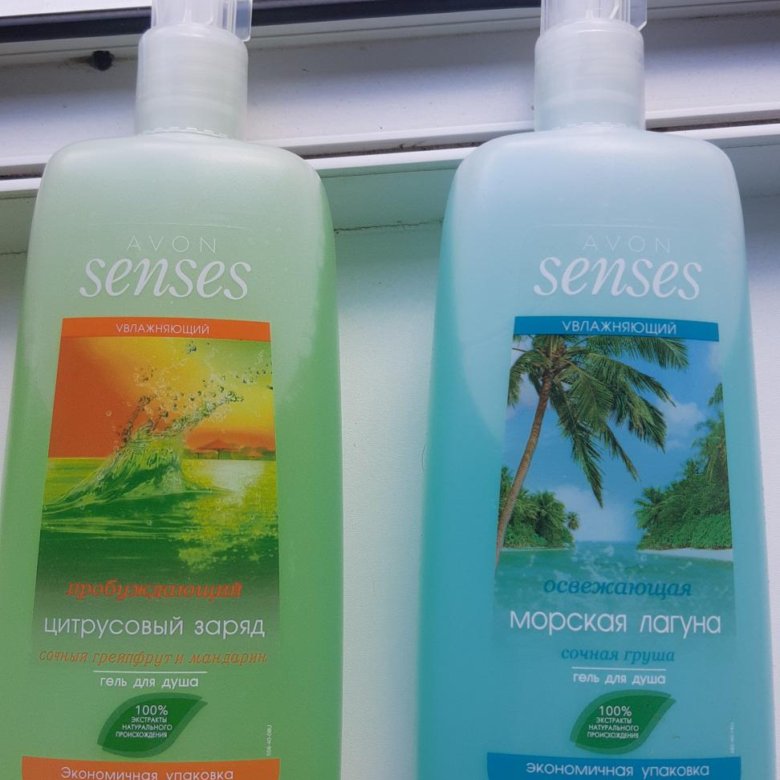 AVON
senses
УВЛАЖНЯЮЩИЙ
пробуждающий
ЦИТРУСОВЫЙ ЗАРЯД
сочный грейпфрут и мандарин
гель для душа
100%
ЭКСТРАКТЫ
НАТУРАЛЬНОГО
ПРОИСХОЖДЕНИЯ
Экономичная упаковка
AVON
senses
УВЛАЖНЯЮЩИЙ
освежающая
МОРСКАЯ ЛАГУНА
сочная груша
гель для душа
100%
ЭКСТРАКТЫ
НАТУРАЛЬНОГО
ПРОИСХОЖДЕНИЯ
Экономичная упаковка